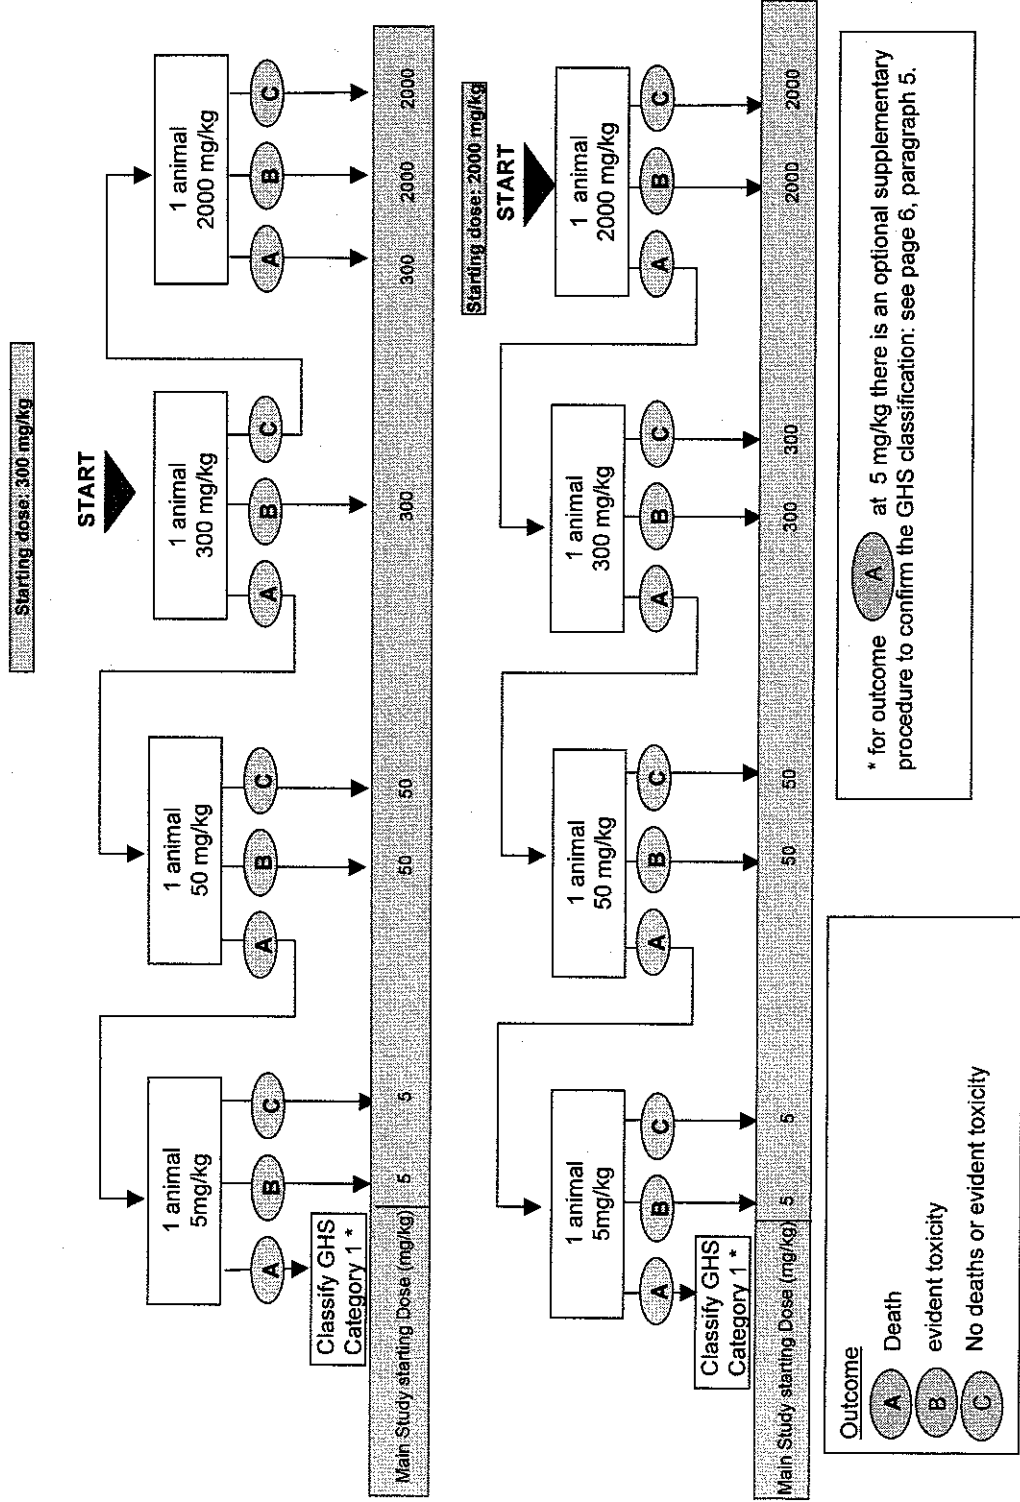 Starting dose: 300 mg/kg
START
1 animal
5mg/kg
1 animal
50 mg/kg
1 animal
300 mg/kg
1 animal
2000 mg/kg
A B C A B C A B C A B C
Classify GHS
Category 1 *
Main Study starting Dose (mg/kg) 5 5 50 50 300 300 2000 2000
Starting dose: 2000 mg/kg
START
1 animal
5mg/kg
1 animal
50 mg/kg
1 animal
300 mg/kg
1 animal
2000 mg/kg
A B C A B C A B C A B C
Classify GHS
Category 1 *
Main Study starting Dose (mg/kg) 5 5 50 50 300 300 2000 2000
Outcome
A Death
B evident toxicity
C No deaths or evident toxicity
* for outcome A at 5 mg/kg there is an optional supplementary
procedure to confirm the GHS classification: see page 6, paragraph 5.